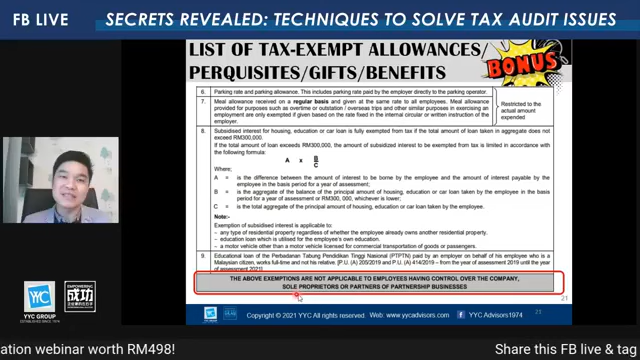 FB LIVE
SECRETS REVEALED: TECHNIQUES TO SOLVE TAX AUDIT ISSUES
LIST OF TAX-EXEMPT ALLOWANCES/
PERQUISITES/GIFTS/BENEFITS
BONUS
6. Parking rate and parking allowance. This includes parking rate paid by the employer directly to the parking operator.
7. Meal allowance received on a regular basis and given at the same rate to all employees. Meal allowance
provided for purposes such as overtime or outstation/ overseas trips and other similar purposes in exercising an
employment are only exempted if given based on the rate fixed in the internal circular or written instruction of the
employer.
Restricted to the
actual amount
expended
8. Subsidised interest for housing, education or car loan is fully exempted from tax if the total amount of loan taken in aggregate does not
exceed RM300,000.
If the total amount of loan exceeds RM300,000, the amount of subsidized interest to be exempted from tax is limited in accordance with
the following formula:
A x B
C
Where;
A = is the difference between the amount of interest to be borne by the employee and the amount of interest payable by the
employee in the basis period for a year of assessment;
B = is the aggregate of the balance of the principal amount of housing, education or car loan taken by the employee in the basis
period for a year of assessment or RM300, 000, whichever is lower;
C = is the total aggregate of the principal amount of housing, education or car loan taken by the employee.
Note:-
Exemption of subsidised interest is applicable to:
- any type of residential property regardless of whether the employee already owns another residential property.
- education loan which is utilised for the employee's own education.
- a motor vehicle other than a motor vehicle licensed for commercial transportation of goods or passengers.
9. Educational loan of the Perbadanan Tabung Pendidikan Tinggi Nasional (PTPTN) paid by an employer on behalf of his employee who is a
Malaysian citizen, works full-time and not his relative. [P.U. (A) 205/2019 and P.U. (A) 414/2019 - from the year of assessment 2019 until the year
of assessment 2021]
THE ABOVE EXEMPTIONS ARE NOT APPLICABLE TO EMPLOYEES HAVING CONTROL OVER THE COMPANY,
SOLE PROPRIETORS OR PARTNERS OF PARTNERSHIP BUSINESSES
21
YYC
EMPOWERING
成功
YYC GROUP
Copyright © 2021 YYC All rights reserved. Web: www.yycadvisors.com YYC Advisors1974
21
ation webinar worth RM498!
Share this FB live & tag